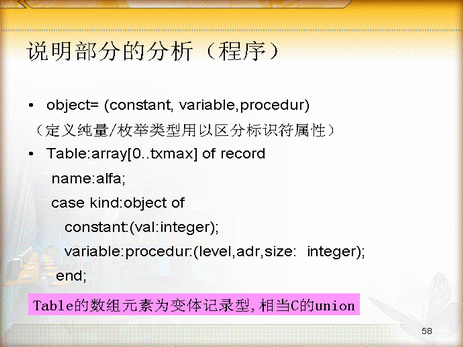 说明部分的分析（程序）
• object= (constant, variable,procedur)
（定义纯量/枚举类型用以区分标识符属性）
• Table:array[0..txmax] of record
name:alfa;
case kind:object of
constant:(val:integer);
variable:procedur:(level,adr,size: integer);
end;
Table的数组元素为变体记录型,相当C的union
58